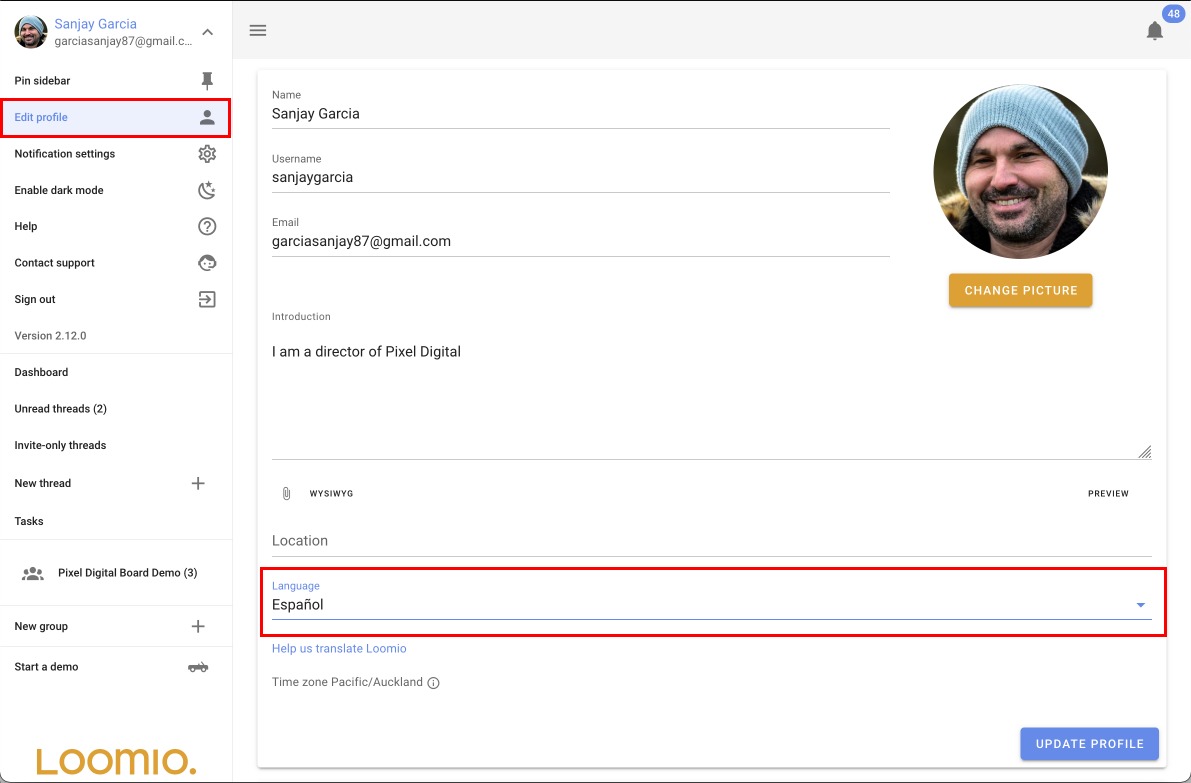 Sanjay Garcia
garciasanjay87@gmail.c...
Pin sidebar
Edit profile
Notification settings
Enable dark mode
Help
Contact support
Sign out
Version 2.12.0
Dashboard
Unread threads (2)
Invite-only threads
New thread
Tasks
Pixel Digital Board Demo (3)
New group
Start a demo
LOOMIO.
48
Name
Sanjay Garcia
Username
sanjaygarcia
Email
garciasanjay87@gmail.com
CHANGE PICTURE
Introduction
I am a director of Pixel Digital
WYSIWYG PREVIEW
Location
Language
Español
Help us translate Loomio
Time zone Pacific/Auckland
UPDATE PROFILE